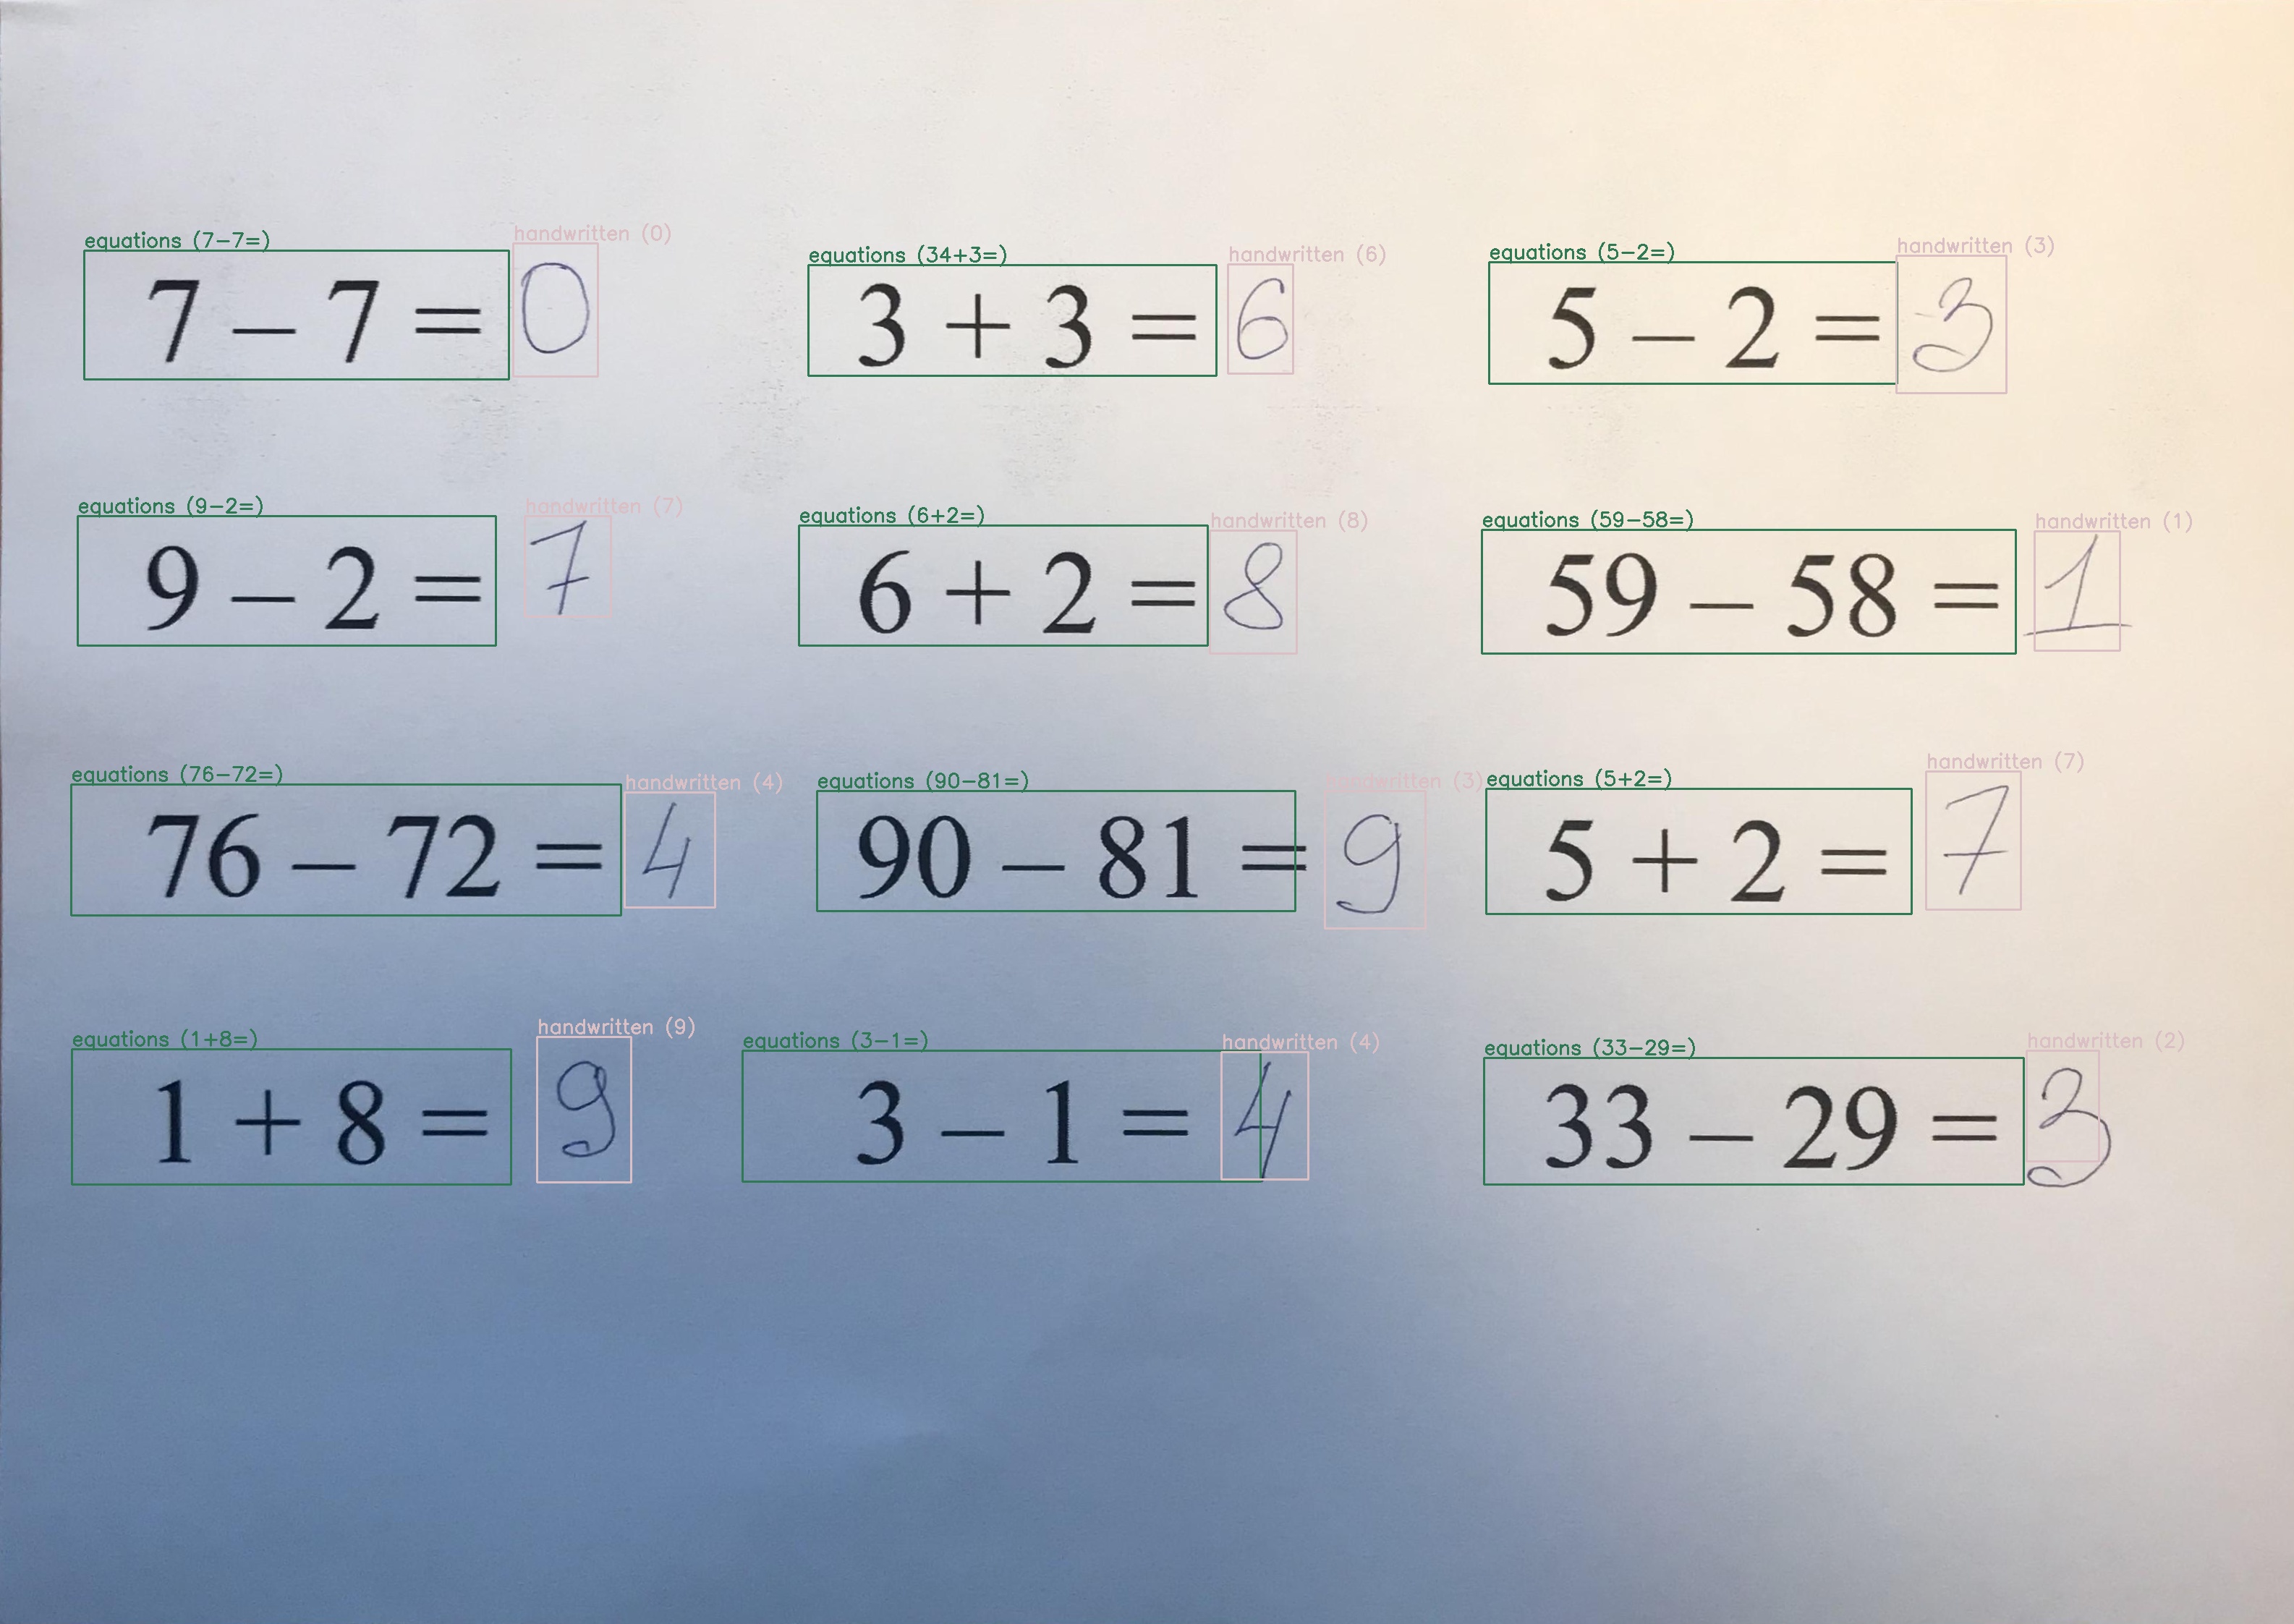 equations (7-7=) handwritten (0) equations (34+3=) handwritten (6) equations (5-2=) handwritten (3)
7 – 7 = 0 3 + 3 = 6 5 – 2 = 3
equations (9-2=) handwritten (7) equations (6+2=) handwritten (8) equations (59-58=) handwritten (1)
9 – 2 = 7 6 + 2 = 8 59 – 58 = 1
equations (76-72=) handwritten (4) equations (90-81=) handwritten (3) equations (5+2=) handwritten (7)
76 – 72 = 4 90 – 81 = 9 5 + 2 = 7
equations (1+8=) handwritten (9) equations (3-1=) handwritten (4) equations (33-29=) handwritten (2)
1 + 8 = 9 3 – 1 = 4 33 – 29 = 3